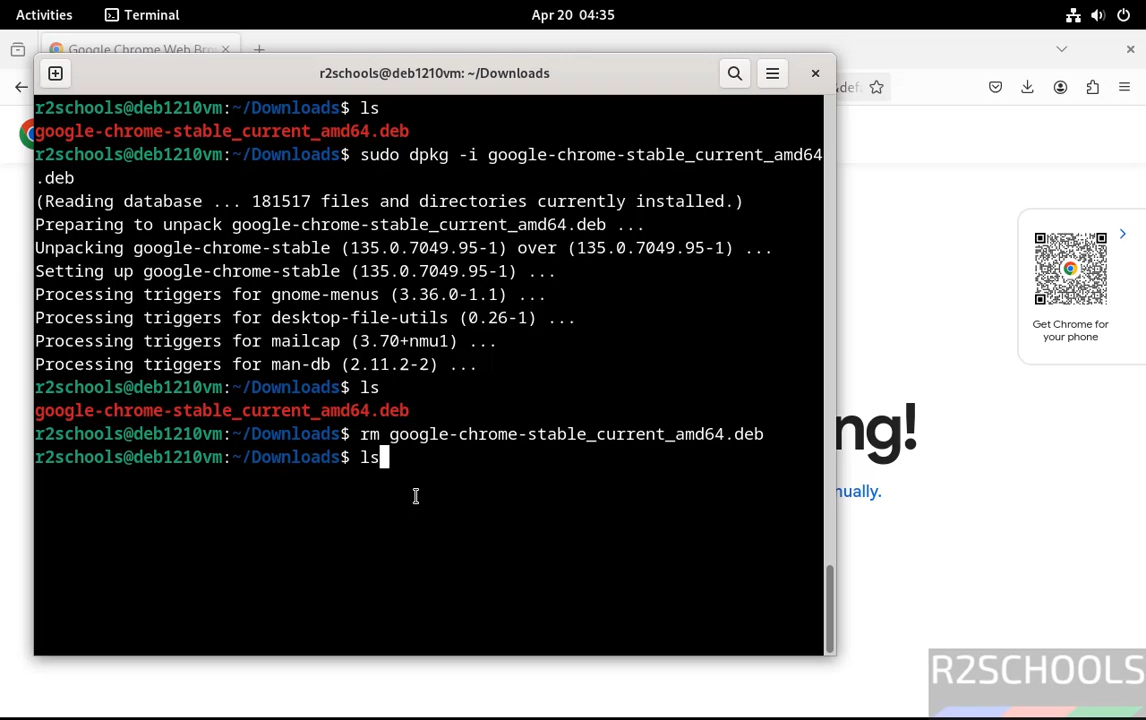 Activities Terminal Apr 20 04:35
Google Chrome Web Bro
r2schools@deb1210vm: ~/Downloads
&def
r2schools@deb1210vm:~/Downloads$ ls
google-chrome-stable_current_amd64.deb
r2schools@deb1210vm:~/Downloads$ sudo dpkg -i google-chrome-stable_current_amd64
.deb
(Reading database ... 181517 files and directories currently installed.)
Preparing to unpack google-chrome-stable_current_amd64.deb ...
Unpacking google-chrome-stable (135.0.7049.95-1) over (135.0.7049.95-1) ...
Setting up google-chrome-stable (135.0.7049.95-1) ...
Processing triggers for gnome-menus (3.36.0-1.1) ...
Processing triggers for desktop-file-utils (0.26-1) ...
Processing triggers for mailcap (3.70+nmu1) ...
Processing triggers for man-db (2.11.2-2) ...
r2schools@deb1210vm:~/Downloads$ ls
google-chrome-stable_current_amd64.deb
r2schools@deb1210vm:~/Downloads$ rm google-chrome-stable_current_amd64.deb
r2schools@deb1210vm:~/Downloads$ ls
Get Chrome for
your phone
ng!
nually.
R2SCHOOLS